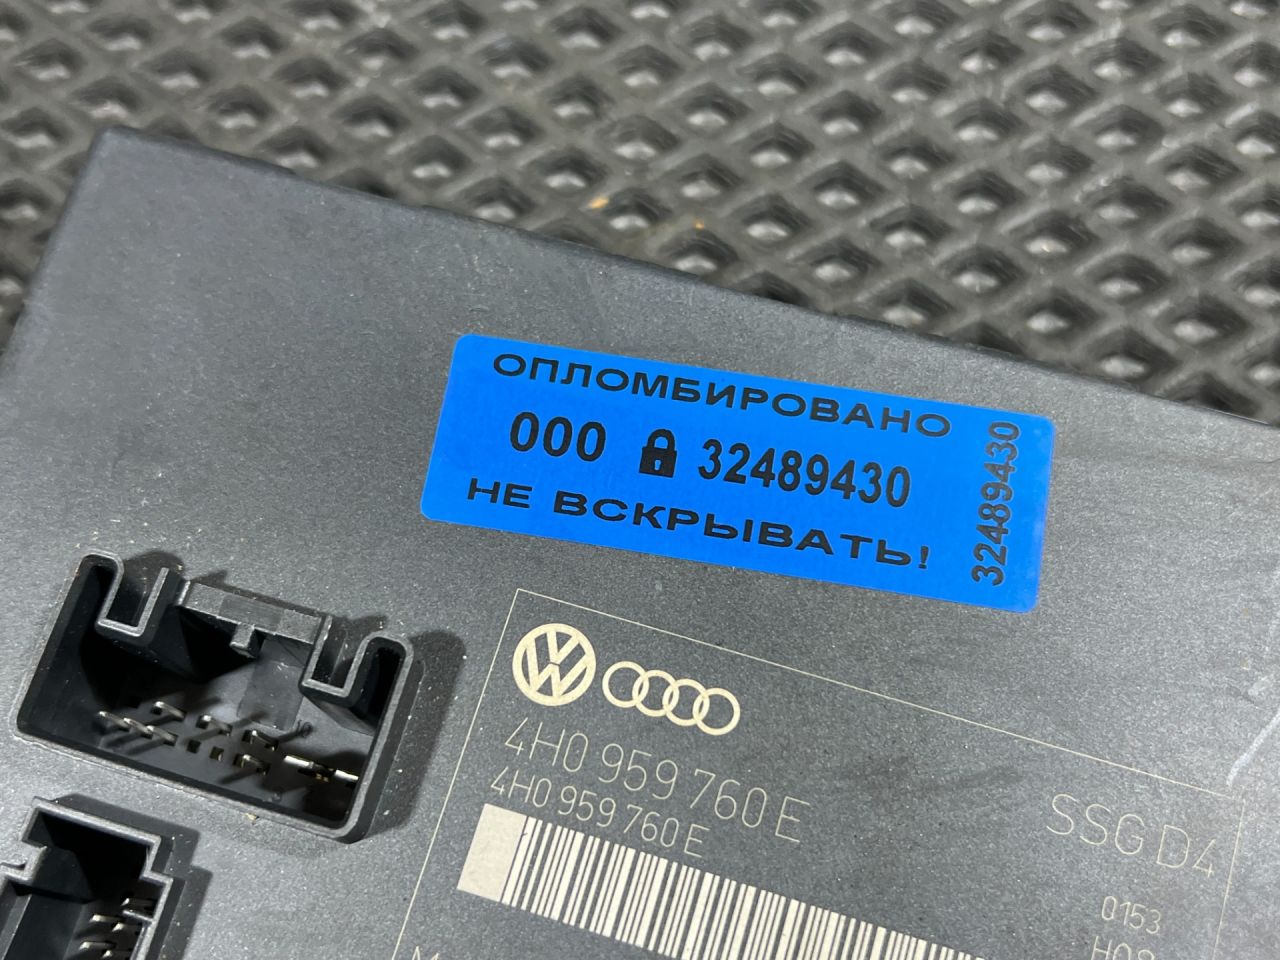 ОПЛОМБИРОВАНО
000 32489430
НЕ ВСКРЫВАТЬ!
32489430
4H0 959 760 E
4H0 959 760 E
SSG D4
0153